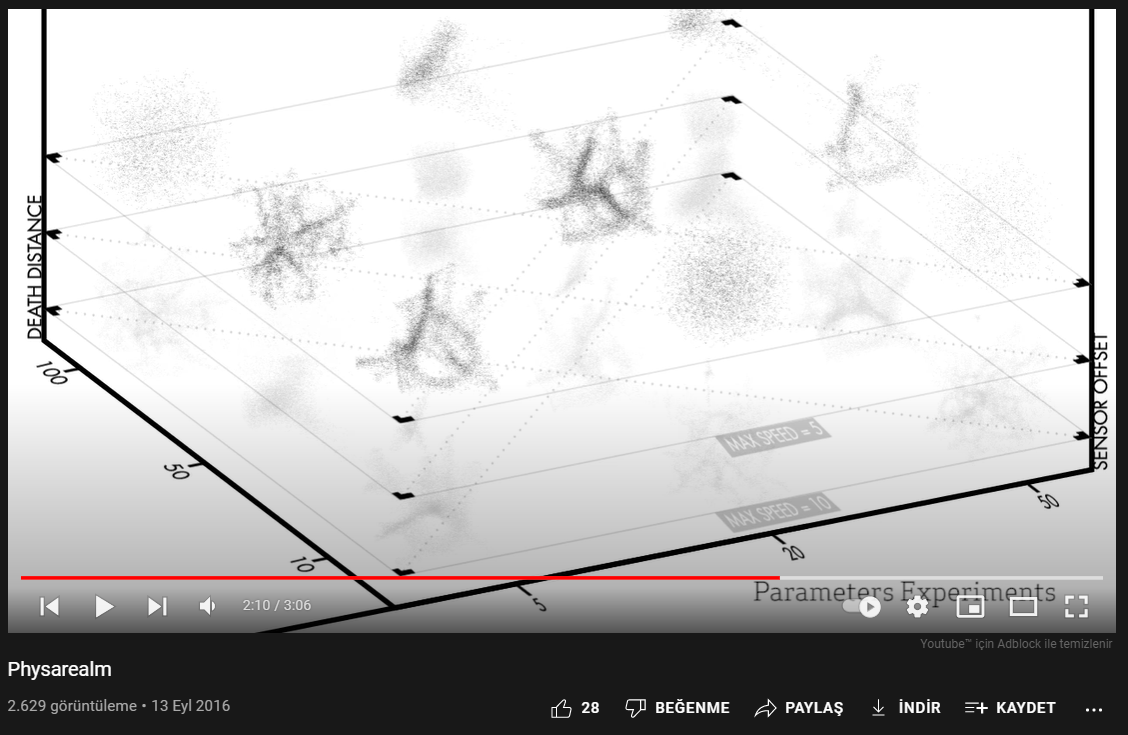 DEATH DISTANCE
SENSOR OFFSET
100
50
10
MAX SPEED = 5
MAX SPEED = 10
50
20
5
Parameters Experiments
2:10 / 3:06
Youtube™ için Adblock ile temizlenir
Physarealm
2.629 görüntüleme • 13 Eyl 2016
28 BEĞENME PAYLAŞ İNDİR KAYDET ...